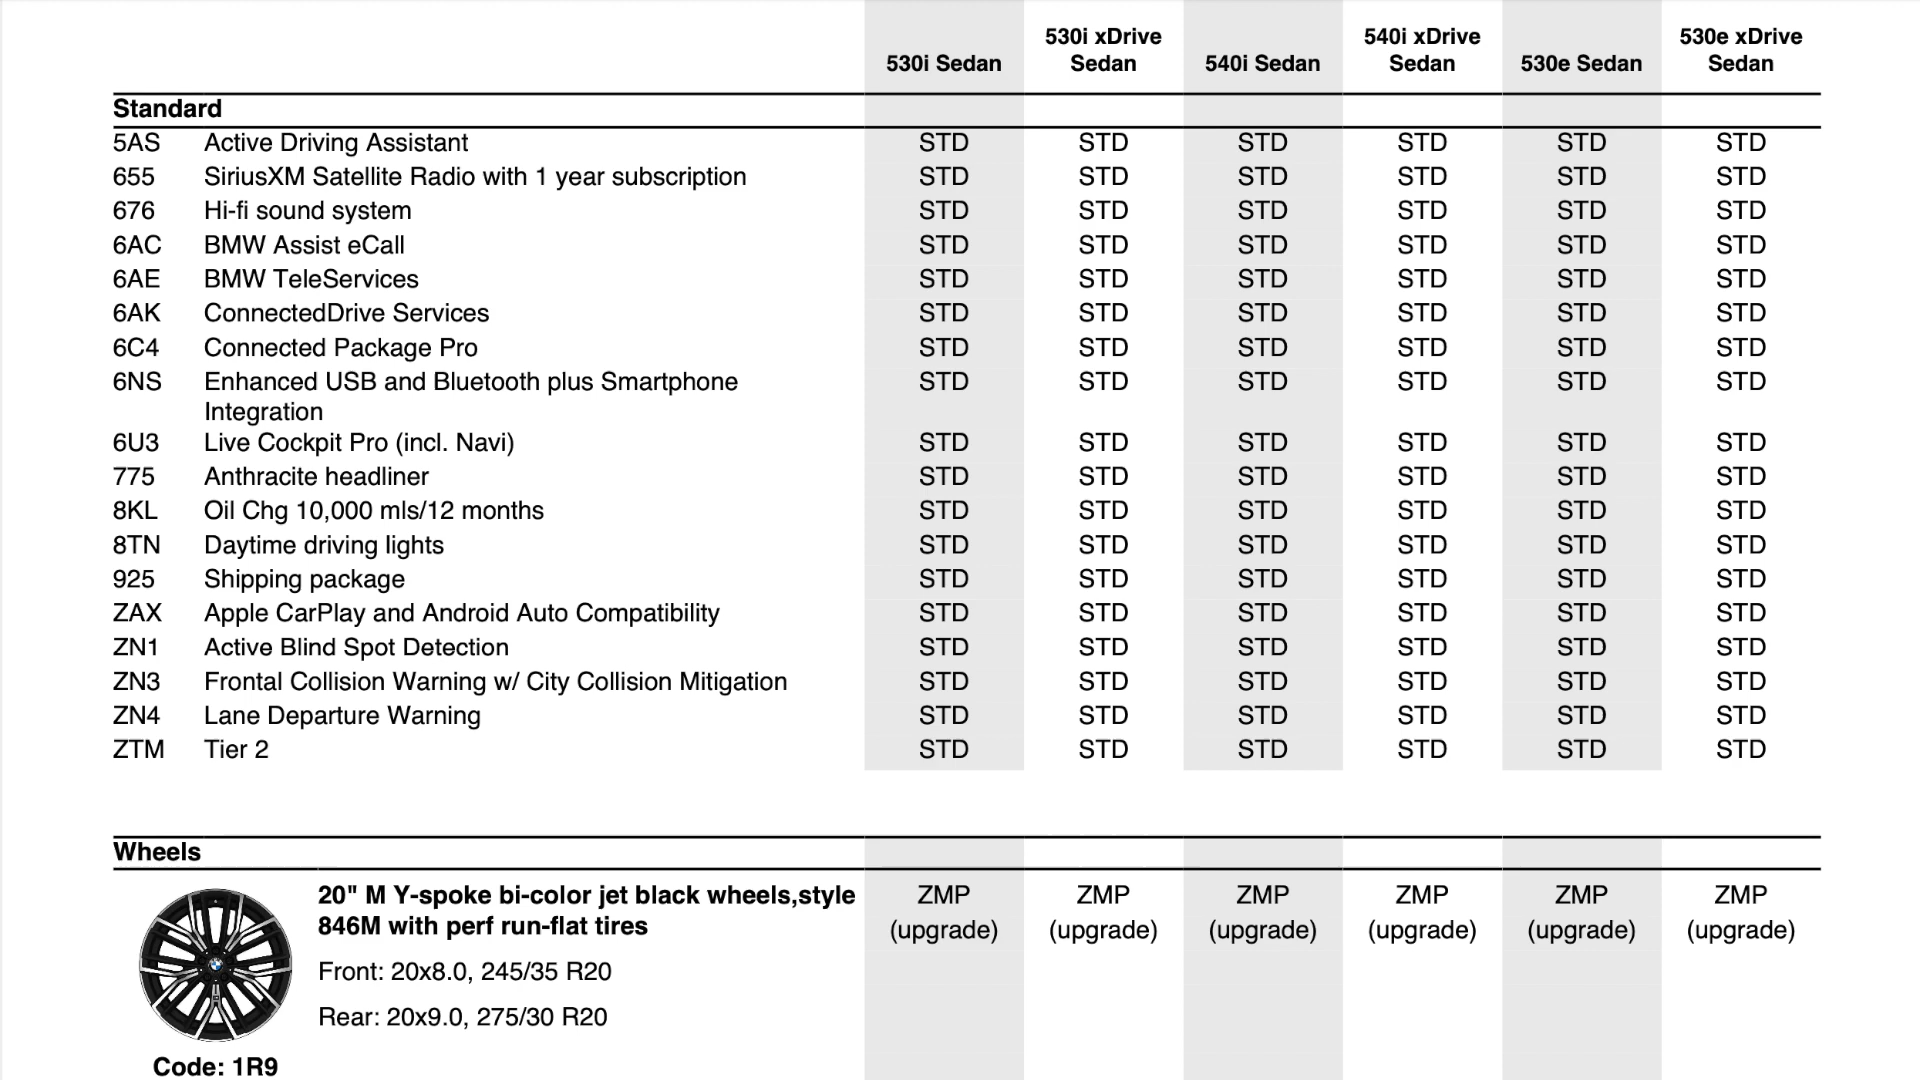 530i Sedan 530i xDrive Sedan 540i Sedan 540i xDrive Sedan 530e Sedan 530e xDrive Sedan
Standard
5AS Active Driving Assistant STD STD STD STD STD STD
655 SiriusXM Satellite Radio with 1 year subscription STD STD STD STD STD STD
676 Hi-fi sound system STD STD STD STD STD STD
6AC BMW Assist eCall STD STD STD STD STD STD
6AE BMW TeleServices STD STD STD STD STD STD
6AK ConnectedDrive Services STD STD STD STD STD STD
6C4 Connected Package Pro STD STD STD STD STD STD
6NS Enhanced USB and Bluetooth plus Smartphone STD STD STD STD STD STD
Integration
6U3 Live Cockpit Pro (incl. Navi) STD STD STD STD STD STD
775 Anthracite headliner STD STD STD STD STD STD
8KL Oil Chg 10,000 mls/12 months STD STD STD STD STD STD
8TN Daytime driving lights STD STD STD STD STD STD
925 Shipping package STD STD STD STD STD STD
ZAX Apple CarPlay and Android Auto Compatibility STD STD STD STD STD STD
ZN1 Active Blind Spot Detection STD STD STD STD STD STD
ZN3 Frontal Collision Warning w/ City Collision Mitigation STD STD STD STD STD STD
ZN4 Lane Departure Warning STD STD STD STD STD STD
ZTM Tier 2 STD STD STD STD STD STD
Wheels
20" M Y-spoke bi-color jet black wheels,style ZMP ZMP ZMP ZMP ZMP ZMP
846M with perf run-flat tires (upgrade) (upgrade) (upgrade) (upgrade) (upgrade) (upgrade)
Front: 20x8.0, 245/35 R20
Rear: 20x9.0, 275/30 R20
Code: 1R9